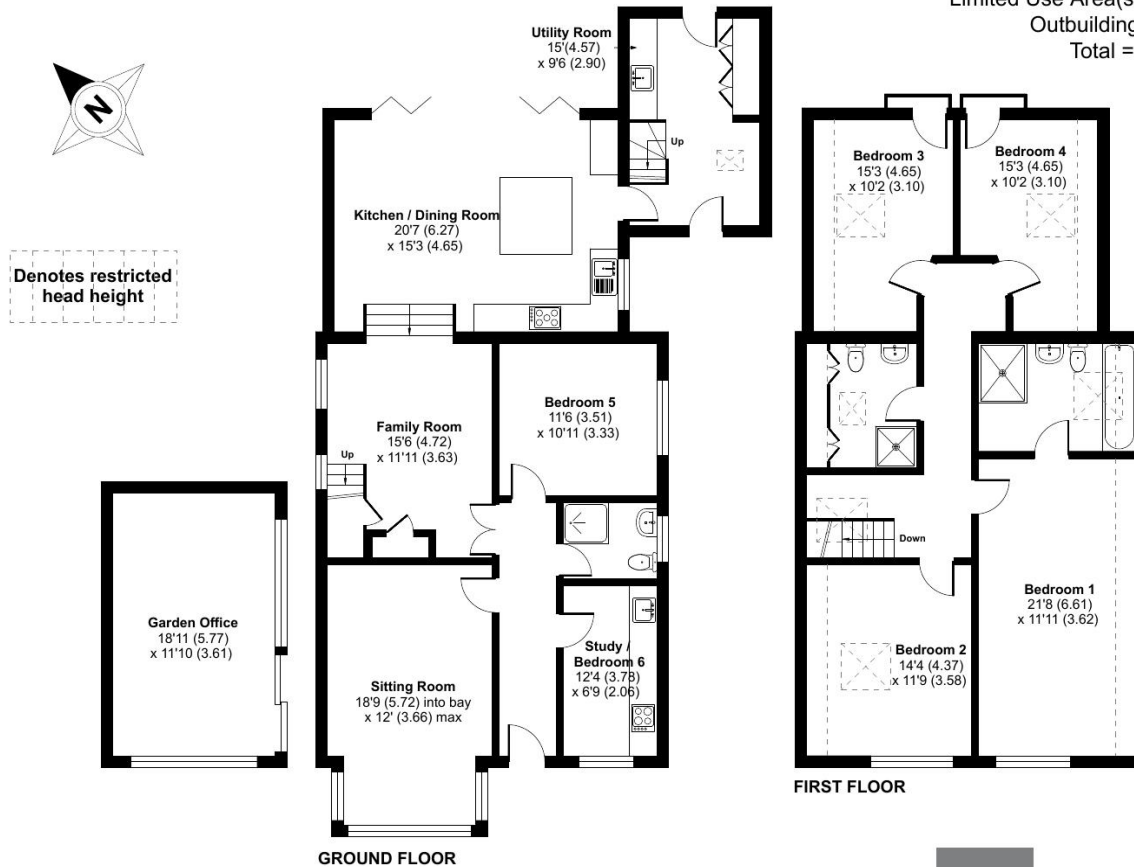 Limited Use Area(s
Outbuilding
Total =
N
Denotes restricted
head height
Utility Room
15'(4.57)
x 9'6 (2.90)
Up
Kitchen / Dining Room
20'7 (6.27)
x 15'3 (4.65)
Bedroom 3
15'3 (4.65)
x 10'2 (3.10)
Bedroom 4
15'3 (4.65)
x 10'2 (3.10)
Family Room
15'6 (4.72)
x 11'11 (3.63)
Up
Bedroom 5
11'6 (3.51)
x 10'11 (3.33)
Down
Garden Office
18'11 (5.77)
x 11'10 (3.61)
Sitting Room
18'9 (5.72) into bay
x 12' (3.66) max
Study /
Bedroom 6
12'4 (3.78)
x 6'9 (2.06)
Bedroom 2
14'4 (4.37)
x 11'9 (3.58)
Bedroom 1
21'8 (6.61)
x 11'11 (3.62)
FIRST FLOOR
GROUND FLOOR